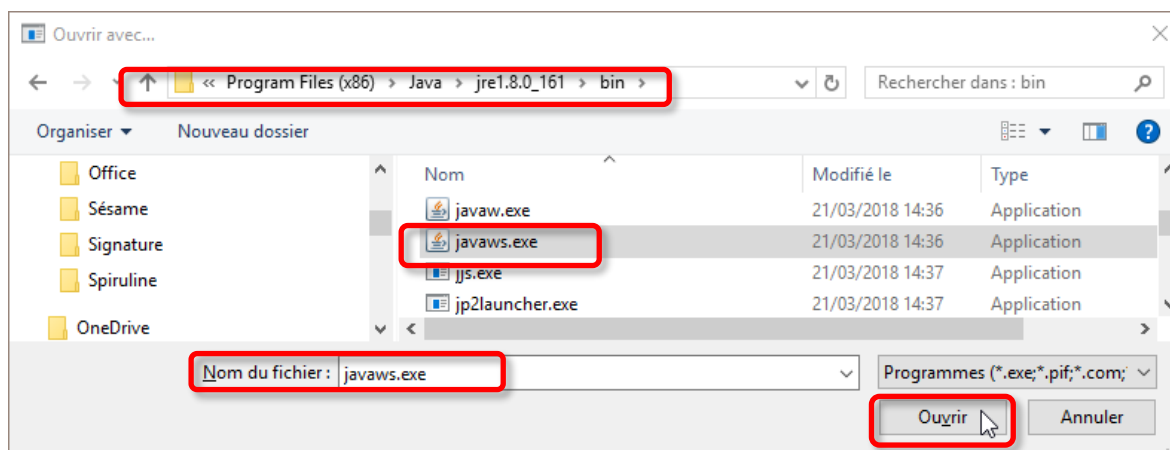 Ouvrir avec...
« Program Files (x86) › Java › jre1.8.0_161 › bin ›
Rechercher dans : bin
Organiser Nouveau dossier
Office
Sésame
Signature
Spiruline
OneDrive
Nom Modifié le Type
javaw.exe 21/03/2018 14:36 Application
javaws.exe 21/03/2018 14:36 Application
jjs.exe 21/03/2018 14:37 Application
jp2launcher.exe 21/03/2018 14:37 Application
Nom du fichier : javaws.exe
Programmes (*.exe;*.pif;*.com;
Ouvrir Annuler